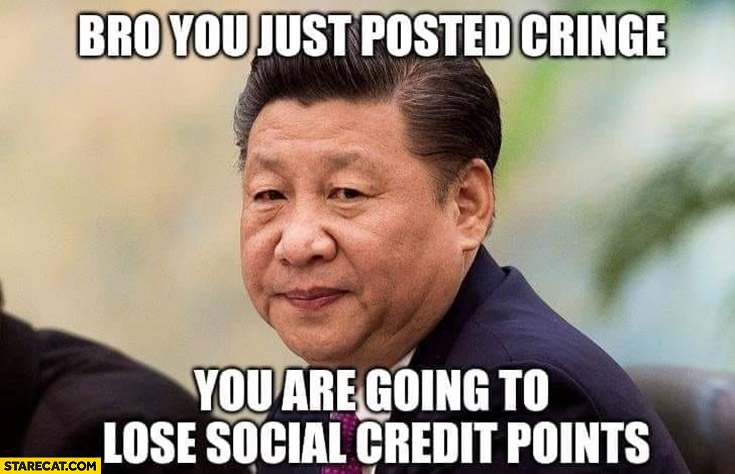 BRO YOU JUST POSTED CRINGE
YOU ARE GOING TO
LOSE SOCIAL CREDIT POINTS
STARECAT.COM